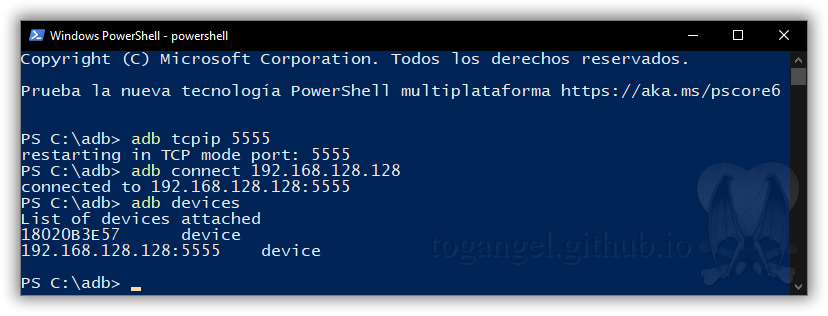 Windows PowerShell - powershell
Copyright (C) Microsoft Corporation. Todos los derechos reservados.
Prueba la nueva tecnología PowerShell multiplataforma https://aka.ms/pscore6
PS C:\adb> adb tcpip 5555
restarting in TCP mode port: 5555
PS C:\adb> adb connect 192.168.128.128
connected to 192.168.128.128:5555
PS C:\adb> adb devices
List of devices attached
18020B3E57      device
192.168.128.128:5555    device
togangel.github.io
PS C:\adb>